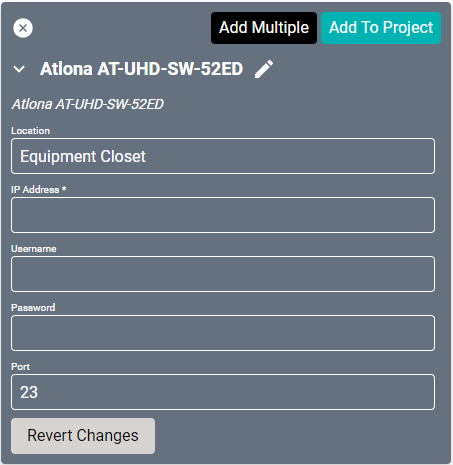 Add Multiple
Add To Project
Atlona AT-UHD-SW-52ED
Atlona AT-UHD-SW-52ED
Location
Equipment Closet
IP Address *
Username
Password
Port
23
Revert Changes